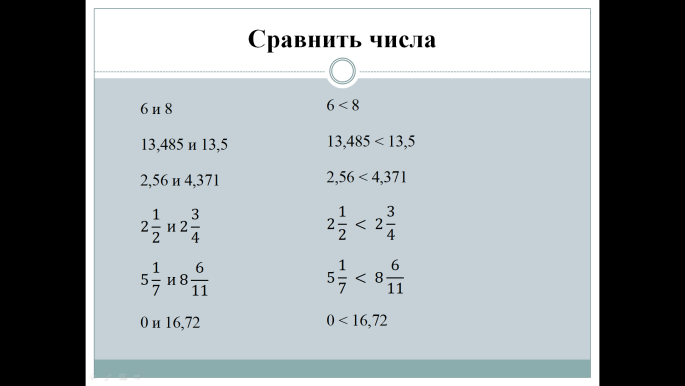 Сравнить числа
6 и 8
6 < 8
13,485 и 13,5
13,485 < 13,5
2,56 и 4,371
2,56 < 4,371
2 1/2 и 2 3/4
2 1/2 < 2 3/4
5 1/7 и 8 6/11
5 1/7 < 8 6/11
0 и 16,72
0 < 16,72